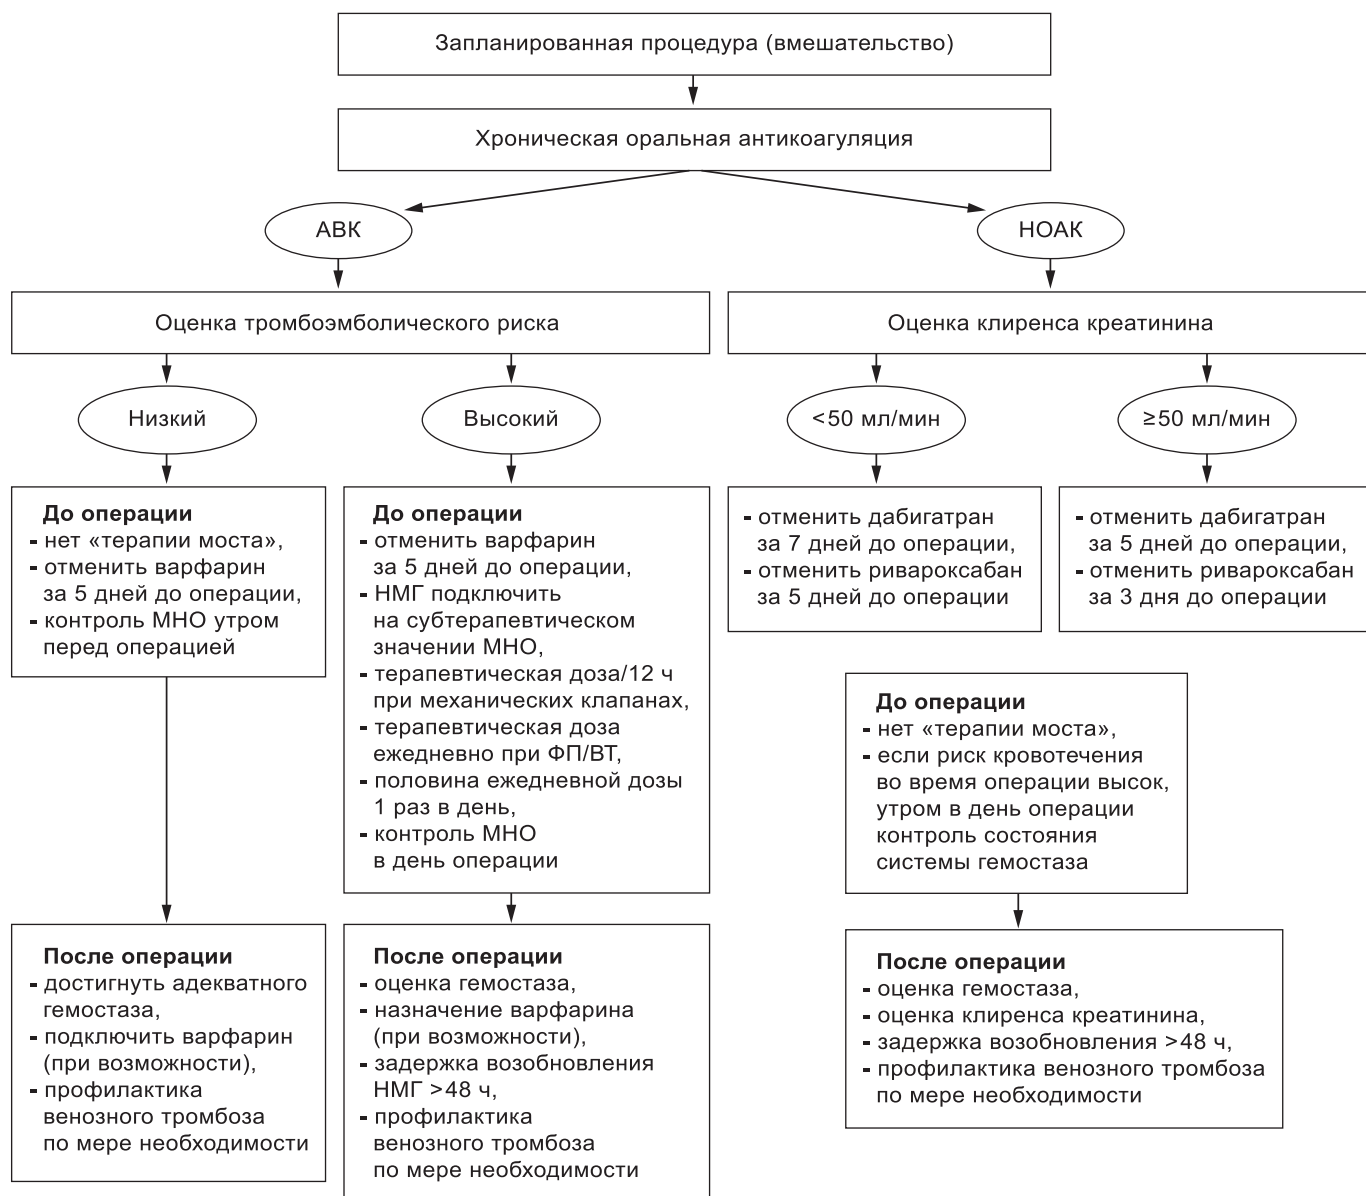 Запланированная процедура (вмешательство)
Хроническая оральная антикоагуляция
АВК
НОАК
Оценка тромбоэмболического риска
Оценка клиренса креатинина
Низкий
Высокий
<50 мл/мин
≥50 мл/мин
До операции
- нет «терапии моста»,
- отменить варфарин
за 5 дней до операции,
- контроль МНО утром
перед операцией
До операции
- отменить варфарин
за 5 дней до операции,
- НМГ подключить
на субтерапевтическом
значении МНО,
- терапевтическая доза/12 ч
при механических клапанах,
- терапевтическая доза
ежедневно при ФП/ВТ,
- половина ежедневной дозы
1 раз в день,
- контроль МНО
в день операции
- отменить дабигатран
за 7 дней до операции,
- отменить ривароксабан
за 5 дней до операции
- отменить дабигатран
за 5 дней до операции,
- отменить ривароксабан
за 3 дня до операции
До операции
- нет «терапии моста»,
- если риск кровотечения
во время операции высок,
утром в день операции
контроль состояния
системы гемостаза
После операции
- достигнуть адекватного
гемостаза,
- подключить варфарин
(при возможности),
- профилактика
венозного тромбоза
по мере необходимости
После операции
- оценка гемостаза,
- назначение варфарина
(при возможности),
- задержка возобновления
НМГ >48 ч,
- профилактика
венозного тромбоза
по мере необходимости
После операции
- оценка гемостаза,
- оценка клиренса креатинина,
- задержка возобновления >48 ч,
- профилактика венозного тромбоза
по мере необходимости